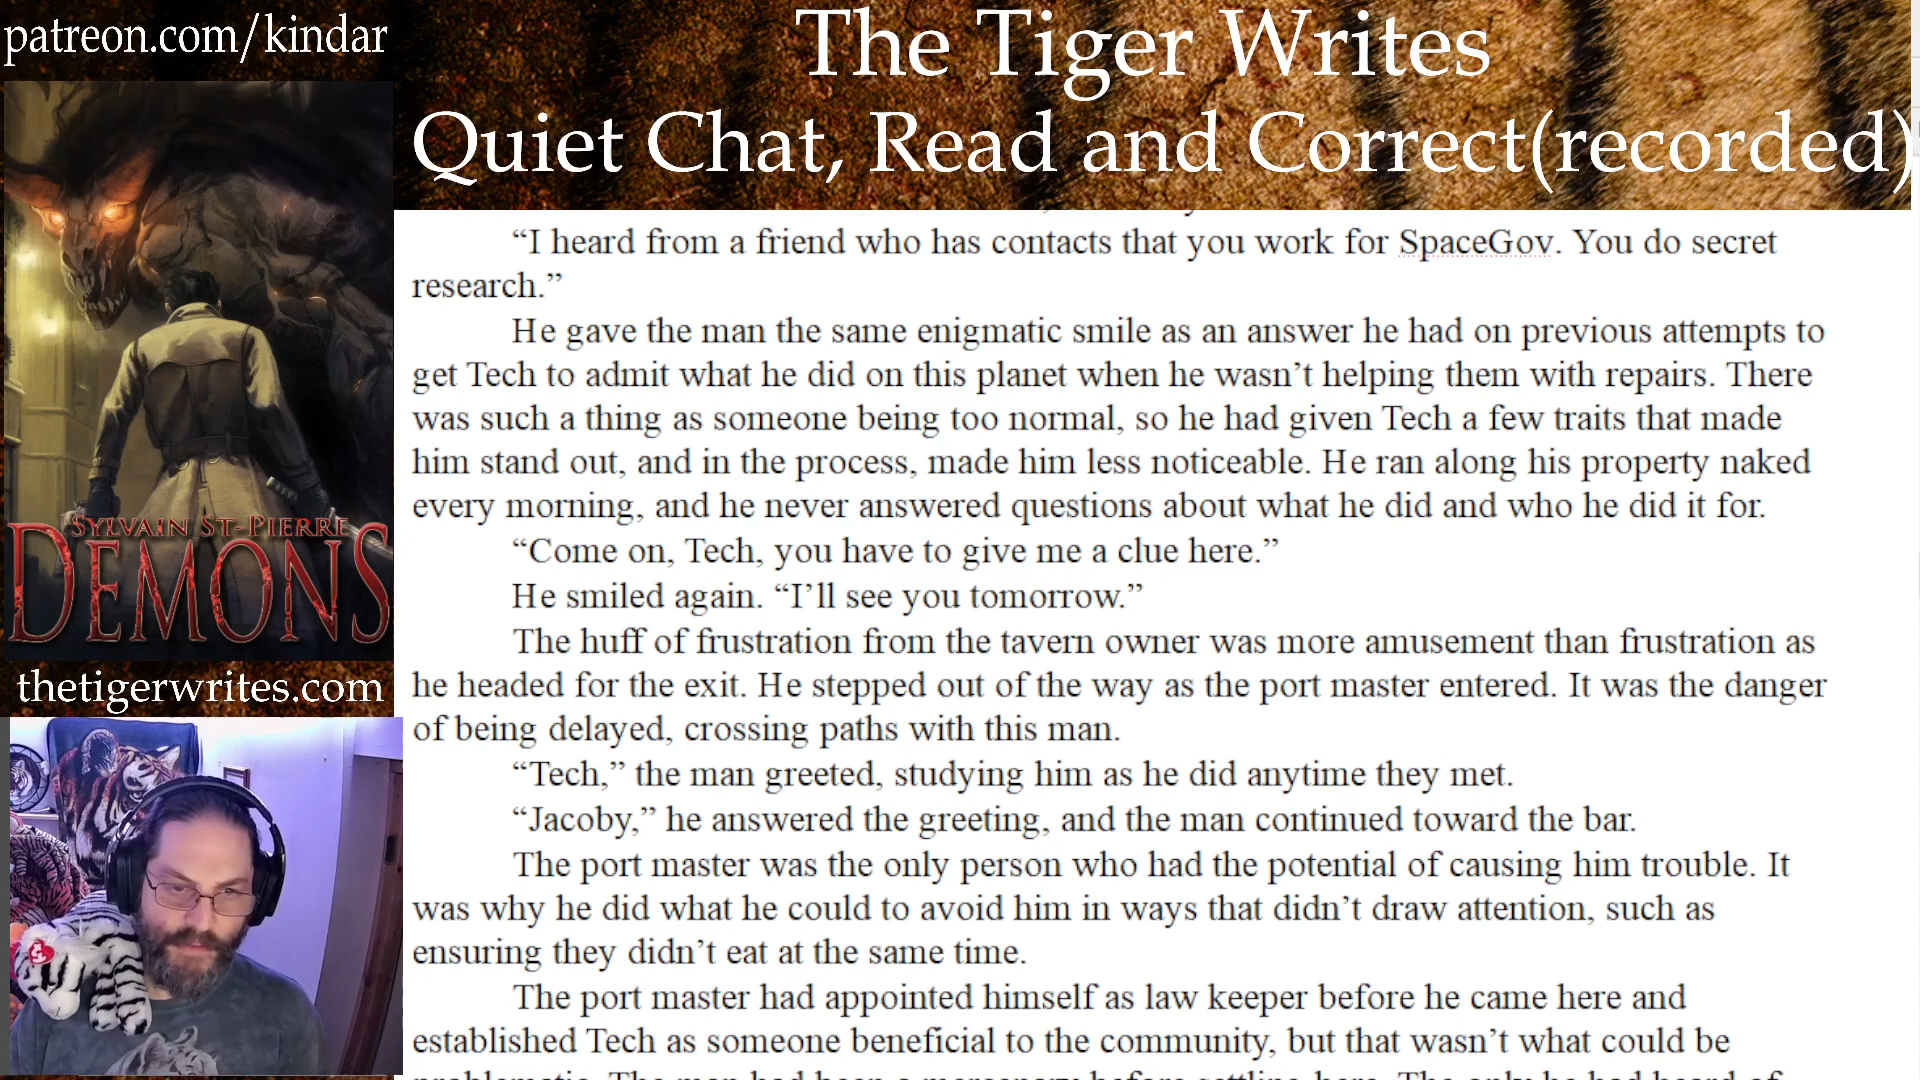 patreon.com/kindar
The Tiger Writes
Quiet Chat, Read and Correct(recorded)
SYLVAIN ST-PIERRE
DEMONS
thetigerwrites.com
“I heard from a friend who has contacts that you work for SpaceGov. You do secret
research.”
He gave the man the same enigmatic smile as an answer he had on previous attempts to
get Tech to admit what he did on this planet when he wasn’t helping them with repairs. There
was such a thing as someone being too normal, so he had given Tech a few traits that made
him stand out, and in the process, made him less noticeable. He ran along his property naked
every morning, and he never answered questions about what he did and who he did it for.
“Come on, Tech, you have to give me a clue here.”
He smiled again. “I’ll see you tomorrow.”
The huff of frustration from the tavern owner was more amusement than frustration as
he headed for the exit. He stepped out of the way as the port master entered. It was the danger
of being delayed, crossing paths with this man.
“Tech,” the man greeted, studying him as he did anytime they met.
“Jacoby,” he answered the greeting, and the man continued toward the bar.
The port master was the only person who had the potential of causing him trouble. It
was why he did what he could to avoid him in ways that didn’t draw attention, such as
ensuring they didn’t eat at the same time.
The port master had appointed himself as law keeper before he came here and
established Tech as someone beneficial to the community, but that wasn’t what could be